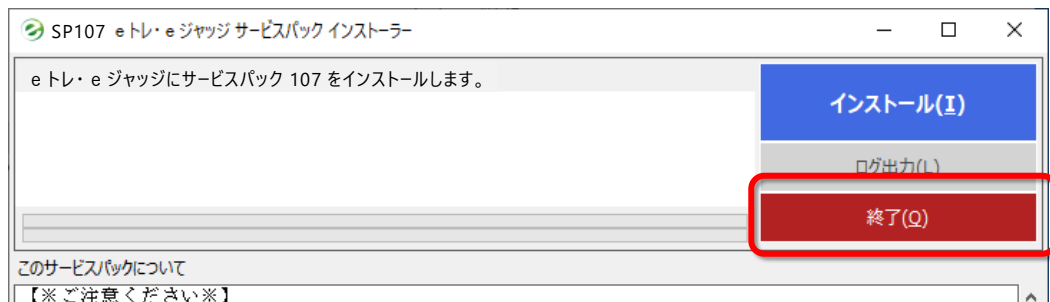 SP107 eトレ・eジャッジ サービスパック インストーラー
eトレ・eジャッジにサービスパック 107 をインストールします。
インストール(I)
ログ出力(L)
終了(Q)
このサービスパックについて
【※ご注意ください※】